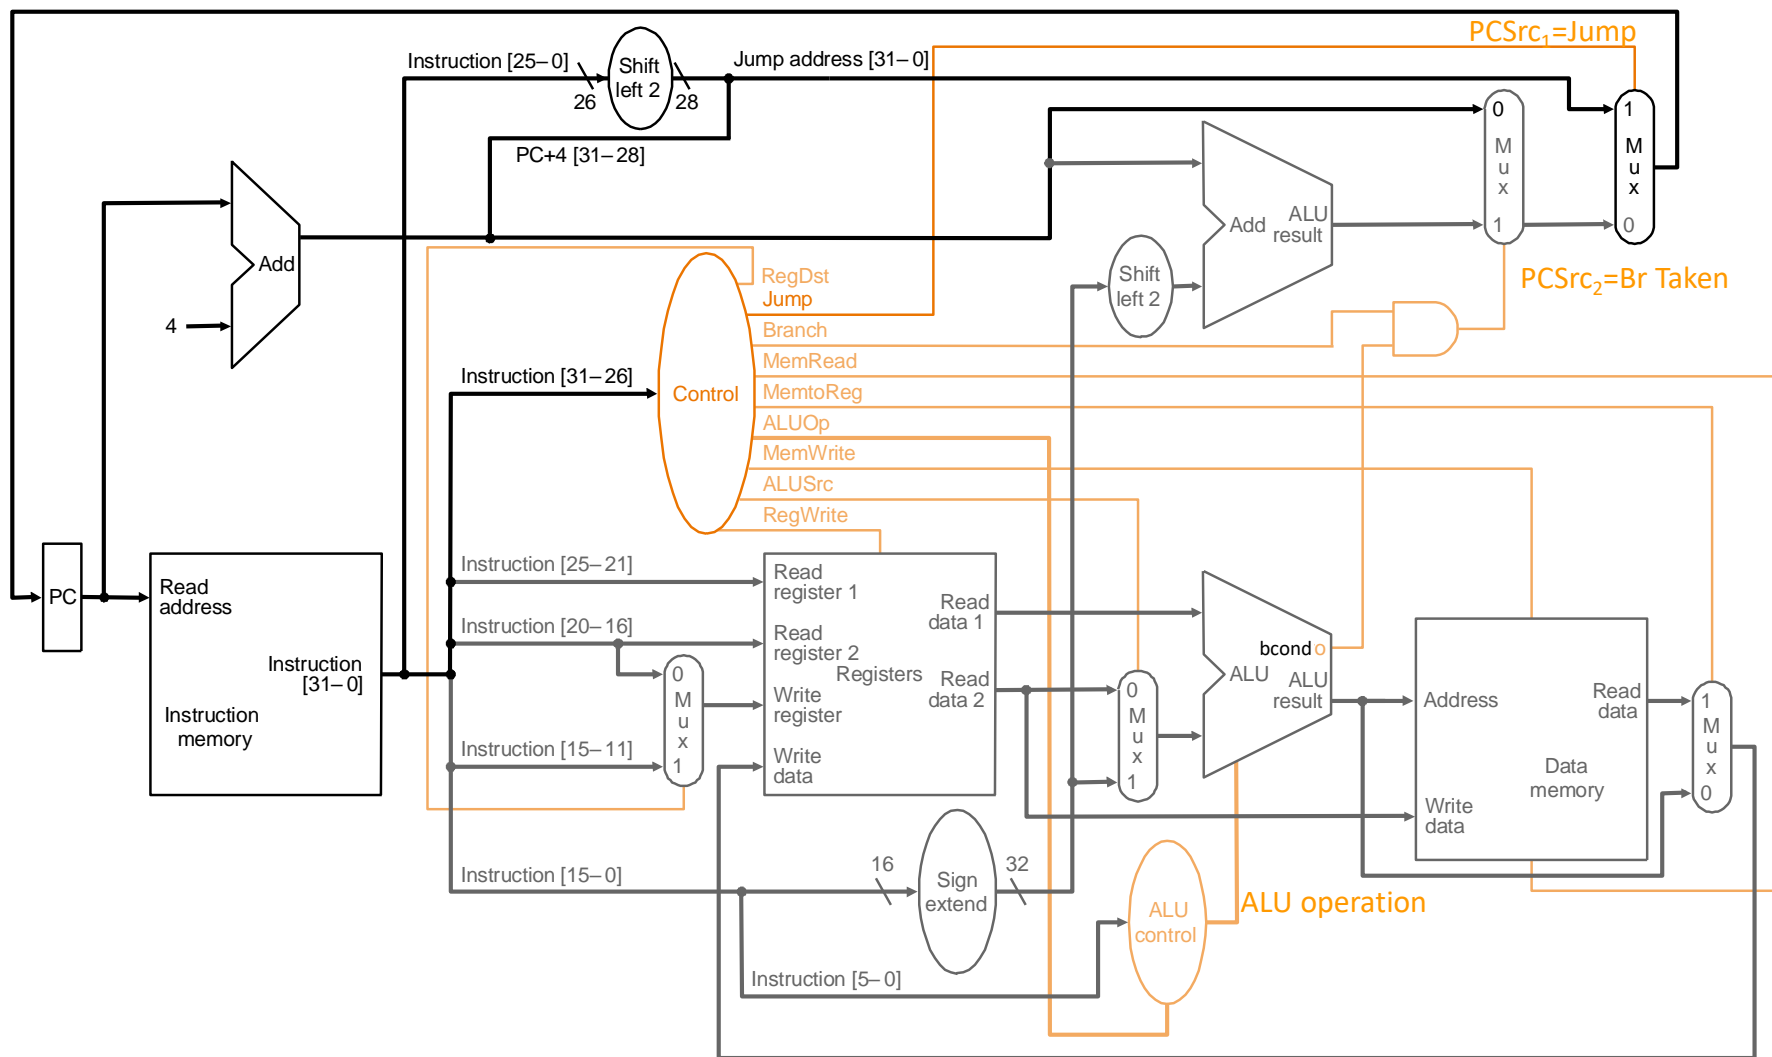 PCSrc1=Jump
Instruction [25–0]
Shift
left 2
Jump address [31–0]
26
28
PC+4 [31–28]
0
M
u
x
1
1
M
u
x
0
Add
ALU
result
Add
4
Shift
left 2
PCSrc2=Br Taken
RegDst
Jump
Branch
MemRead
MemtoReg
ALUOp
MemWrite
ALUSrc
RegWrite
Instruction [31–26]
Control
PC
Read
address
Instruction
[31–0]
Instruction
memory
Instruction [25–21]
Instruction [20–16]
Instruction [15–11]
Instruction [15–0]
Instruction [5–0]
0
M
u
x
1
Read
register 1
Read
register 2
Write
register
Write
data
Registers
Read
data 1
Read
data 2
0
M
u
x
1
bcond
ALU
ALU
result
Address
Read
data
Data
memory
Write
data
1
M
u
x
0
16
Sign
extend
32
ALU
control
ALU operation